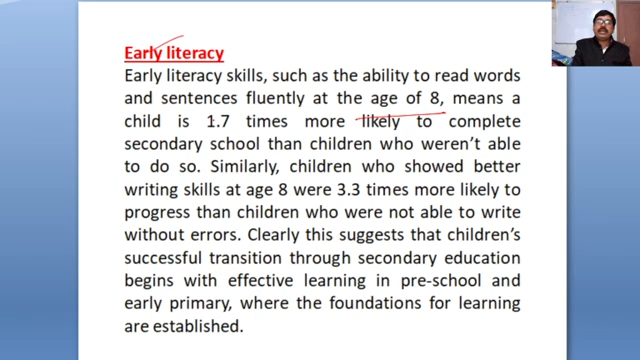 Early literacy
Early literacy skills, such as the ability to read words
and sentences fluently at the age of 8, means a
child is 1.7 times more likely to complete
secondary school than children who weren't able
to do so. Similarly, children who showed better
writing skills at age 8 were 3.3 times more likely to
progress than children who were not able to write
without errors. Clearly this suggests that children's
successful transition through secondary education
begins with effective learning in pre-school and
early primary, where the foundations for learning
are established.